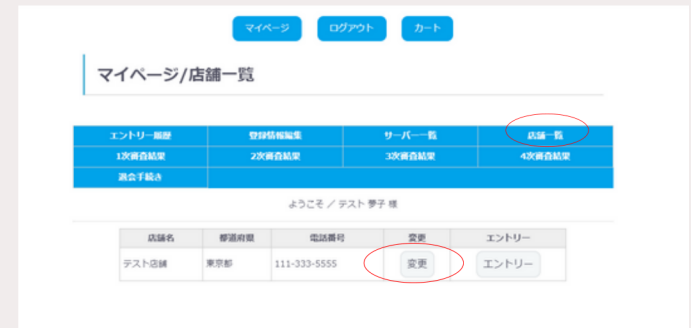 マイページ ログアウト カート
マイページ/店舗一覧
エントリー履歴 登録情報編集 サーバー一覧 店舗一覧
1次審査結果 2次審査結果 3次審査結果 4次審査結果
退会手続き
ようこそ / テスト 夢子 様
店舗名 都道府県 電話番号 変更 エントリー
テスト店舗 東京都 111-333-5555 変更 エントリー